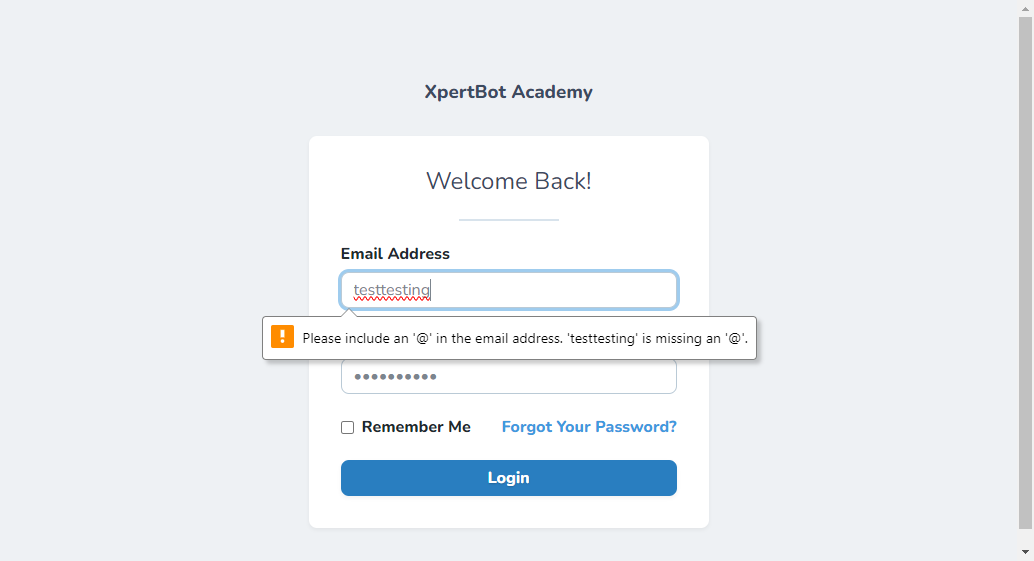 XpertBot Academy
Welcome Back!
Email Address
testtesting
Please include an '@' in the email address. 'testtesting' is missing an '@'.
Remember Me
Forgot Your Password?
Login